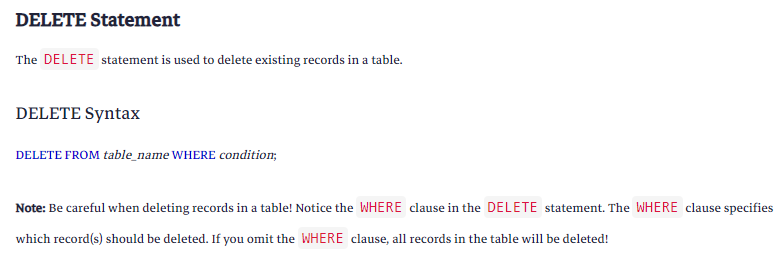 DELETE Statement
The DELETE statement is used to delete existing records in a table.
DELETE Syntax
DELETE FROM table_name WHERE condition;
Note: Be careful when deleting records in a table! Notice the WHERE clause in the DELETE statement. The WHERE clause specifies
which record(s) should be deleted. If you omit the WHERE clause, all records in the table will be deleted!